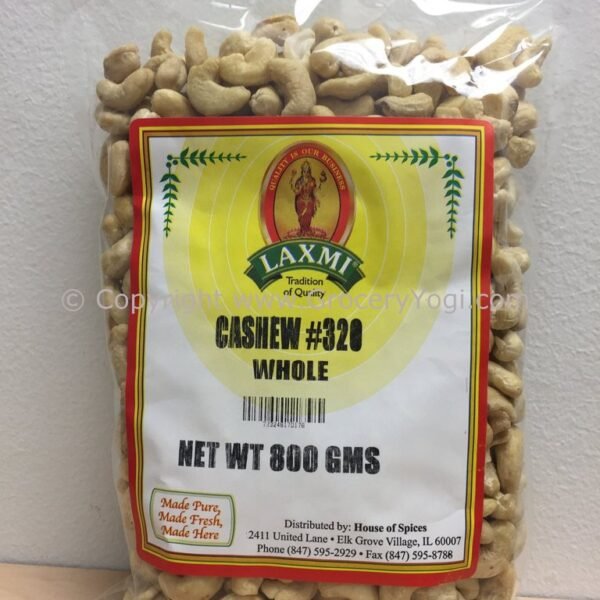 QUALITY IS OUR BUSINESS
LAXMI®
Tradition
of Quality
© Copyright www.GroceryYogi.com
CASHEW #320
WHOLE
NET WT 800 GMS
Made Pure,
Made Fresh,
Made Here
Distributed by: House of Spices
2411 United Lane • Elk Grove Village, IL 60007
Phone (847) 595-2929 • Fax (847) 595-8788